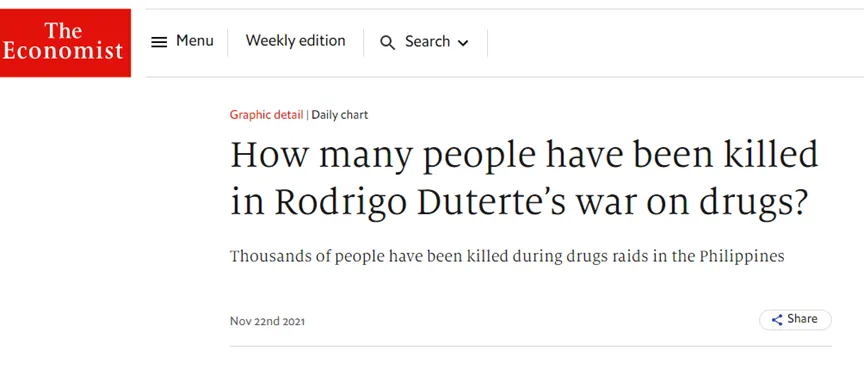 The
Economist
Menu
Weekly edition
Search
Graphic detail | Daily chart
How many people have been killed
in Rodrigo Duterte’s war on drugs?
Thousands of people have been killed during drugs raids in the Philippines
Nov 22nd 2021
Share